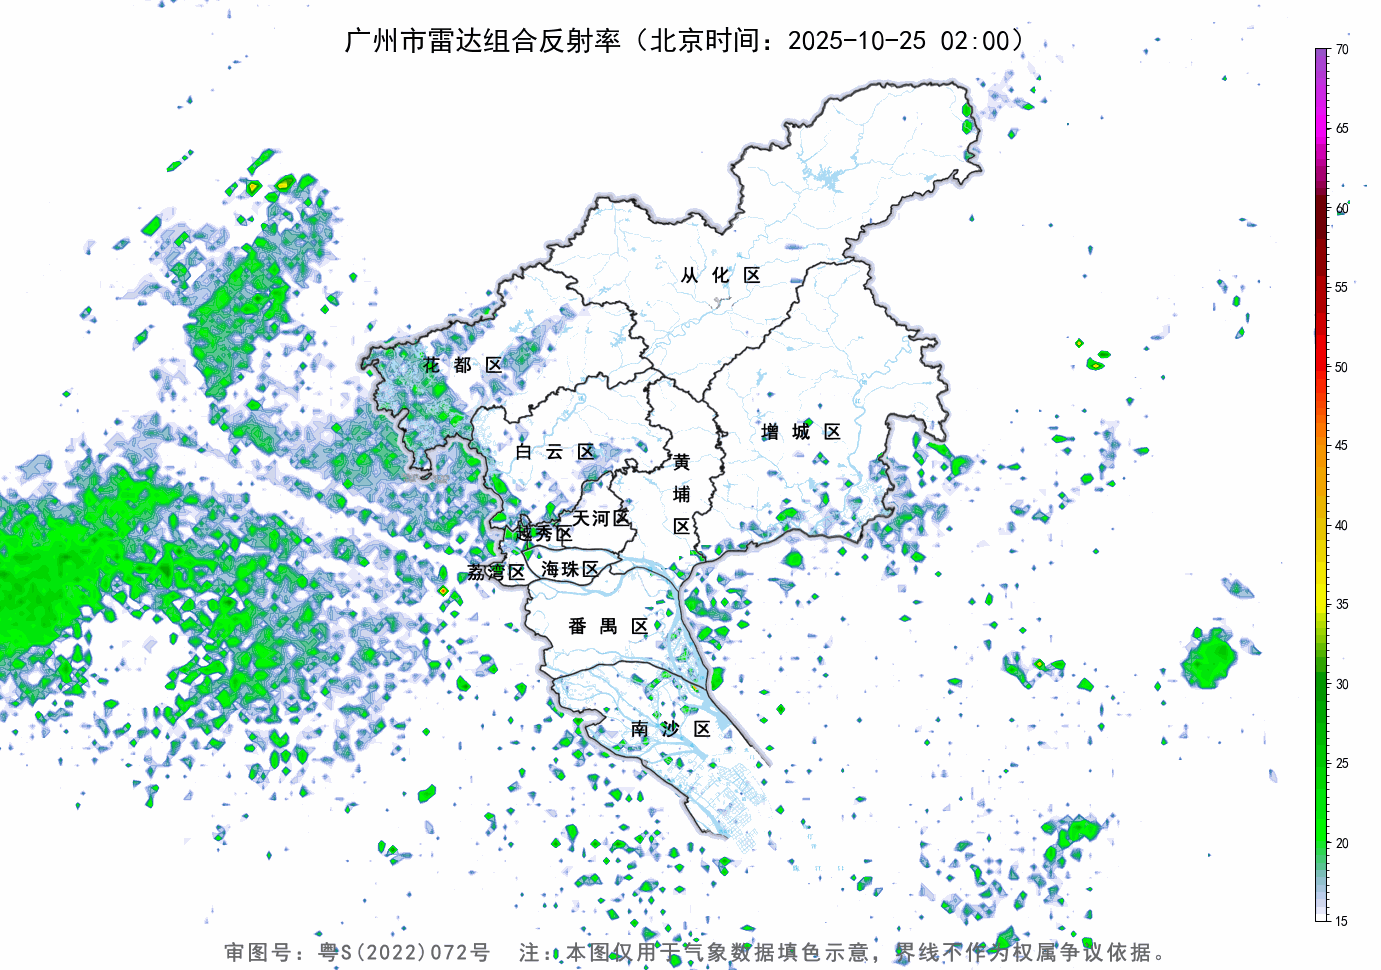 广州市雷达组合反射率（北京时间：2025-10-25 02:00）
70
65
60
55
50
45
40
35
30
25
20
15
从化区
花都区
增城区
白云区
黄埔区
天河区
越秀区
海珠区
荔湾区
番禺区
南沙区
审图号：粤S(2022)072号 注：本图仅用于气象数据填色示意，界线不作为权属争议依据。